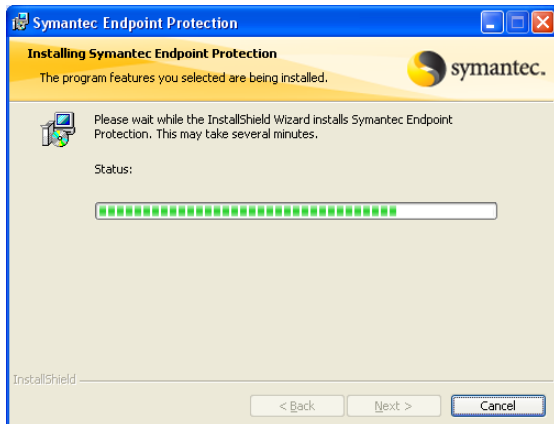 Symantec Endpoint Protection
Installing Symantec Endpoint Protection
The program features you selected are being installed.
symantec.
Please wait while the InstallShield Wizard installs Symantec Endpoint
Protection. This may take several minutes.
Status:
InstallShield
< Back
Next >
Cancel